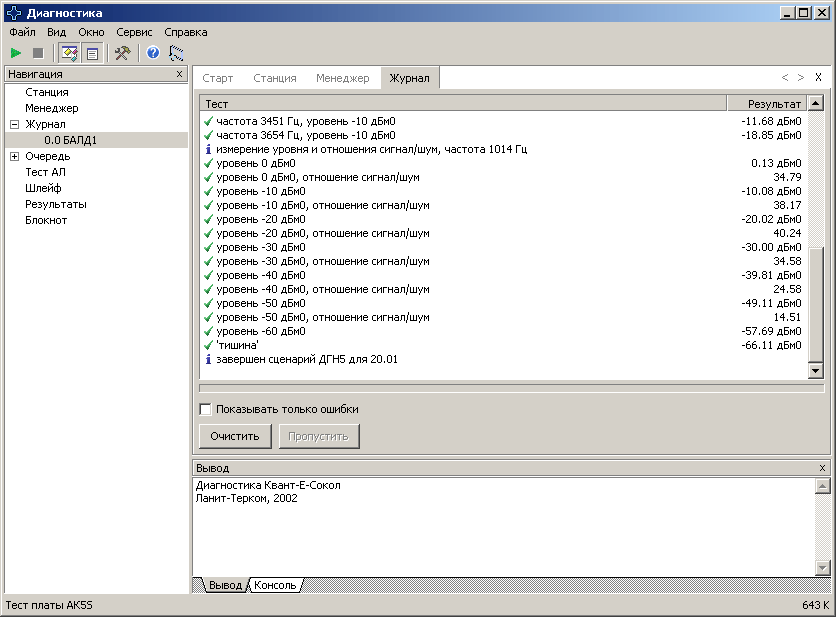 Диагностика
Файл Вид Окно Сервис Справка
Навигация
Станция
Менеджер
Журнал
0.0 БАЛД1
Очередь
Тест АЛ
Шлейф
Результаты
Блокнот
Старт Станция Менеджер Журнал
Тест Результат
частота 3451 Гц, уровень -10 дБм0 -11.68 дБм0
частота 3654 Гц, уровень -10 дБм0 -18.85 дБм0
измерение уровня и отношения сигнал/шум, частота 1014 Гц
уровень 0 дБм0 0.13 дБм0
уровень 0 дБм0, отношение сигнал/шум 34.79
уровень -10 дБм0 -10.08 дБм0
уровень -10 дБм0, отношение сигнал/шум 38.17
уровень -20 дБм0 -20.02 дБм0
уровень -20 дБм0, отношение сигнал/шум 40.24
уровень -30 дБм0 -30.00 дБм0
уровень -30 дБм0, отношение сигнал/шум 34.58
уровень -40 дБм0 -39.81 дБм0
уровень -40 дБм0, отношение сигнал/шум 24.58
уровень -50 дБм0 -49.11 дБм0
уровень -50 дБм0, отношение сигнал/шум 14.51
уровень -60 дБм0 -57.69 дБм0
'тишина' -66.11 дБм0
завершен сценарий ДГН5 для 20.01
Показывать только ошибки
Очистить Пропустить
Вывод
Диагностика Квант-Е-Сокол
Ланит-Терком, 2002
Вывод Консоль
Тест платы AK5S 643 K